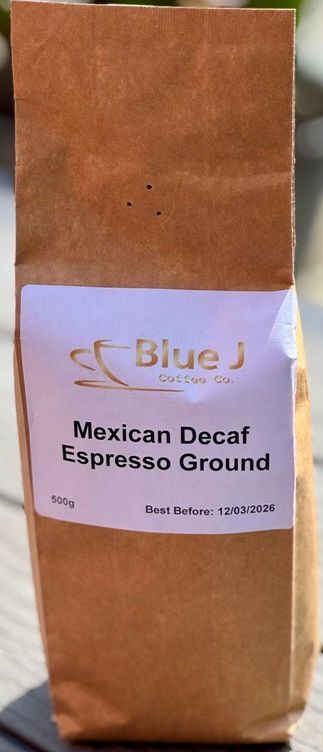 Blue J
Coffee Co.
Mexican Decaf
Espresso Ground
500g
Best Before: 12/03/2026